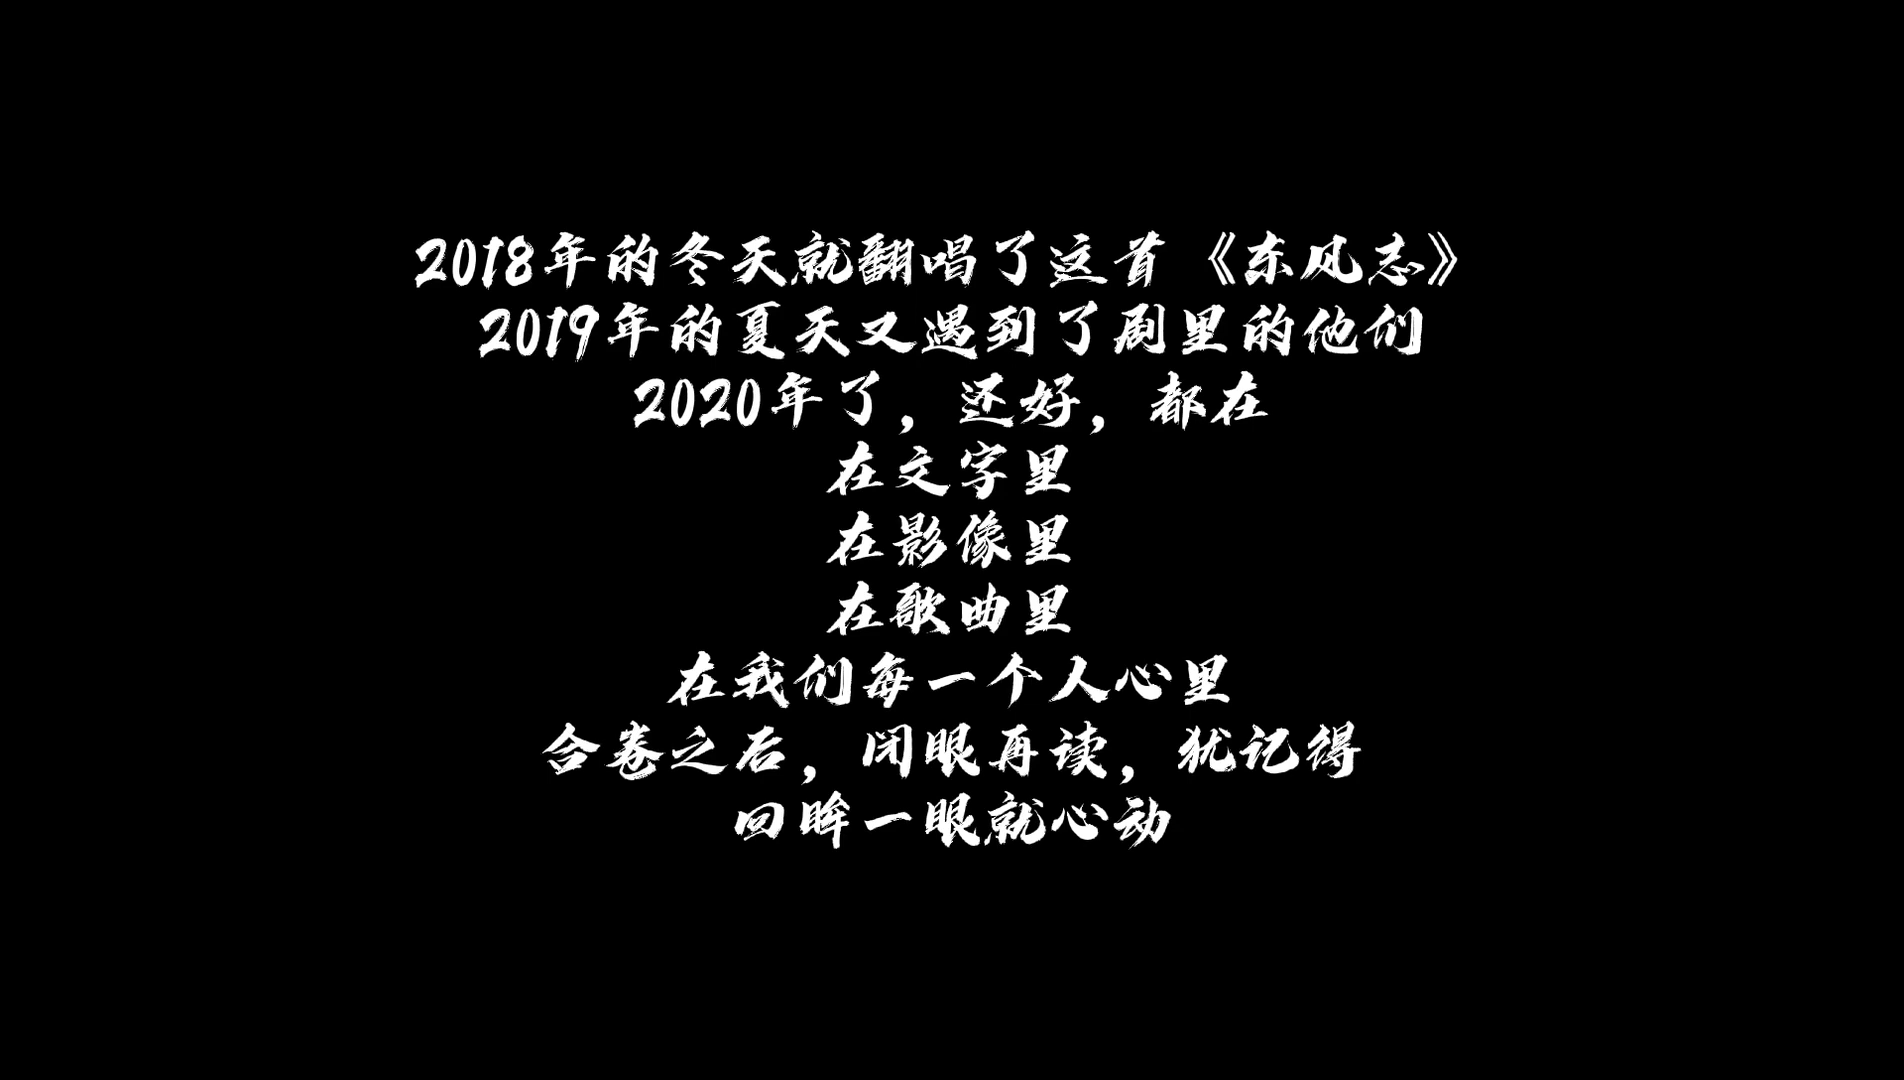 2018年的冬天就翻唱了这首《东风志》
2019年的夏天又遇到了剧里的他们
2020年了，还好，都在
在文字里
在影像里
在歌曲里
在我们每一个人心里
合卷之后，闭眼再读，犹记得
回眸一眼就心动